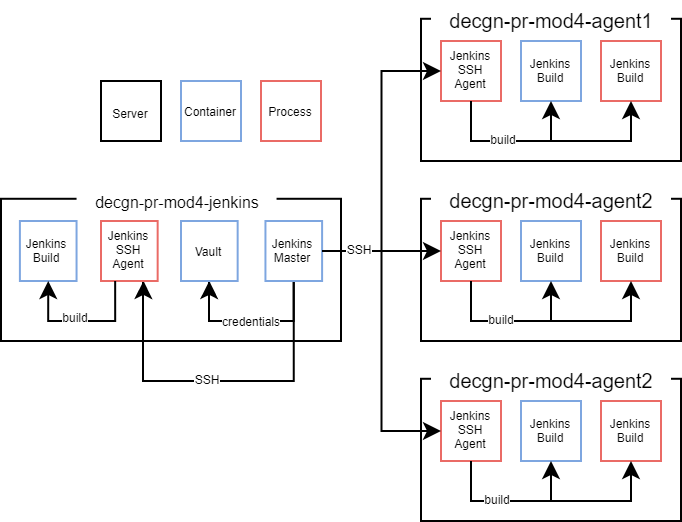 decgn-pr-mod4-agent1
Jenkins
SSH
Agent
Jenkins
Build
Jenkins
Build
build
Server
Container
Process
decgn-pr-mod4-jenkins
Jenkins
Build
Jenkins
SSH
Agent
Vault
Jenkins
Master
build
credentials
SSH
SSH
decgn-pr-mod4-agent2
Jenkins
SSH
Agent
Jenkins
Build
Jenkins
Build
build
decgn-pr-mod4-agent2
Jenkins
SSH
Agent
Jenkins
Build
Jenkins
Build
build